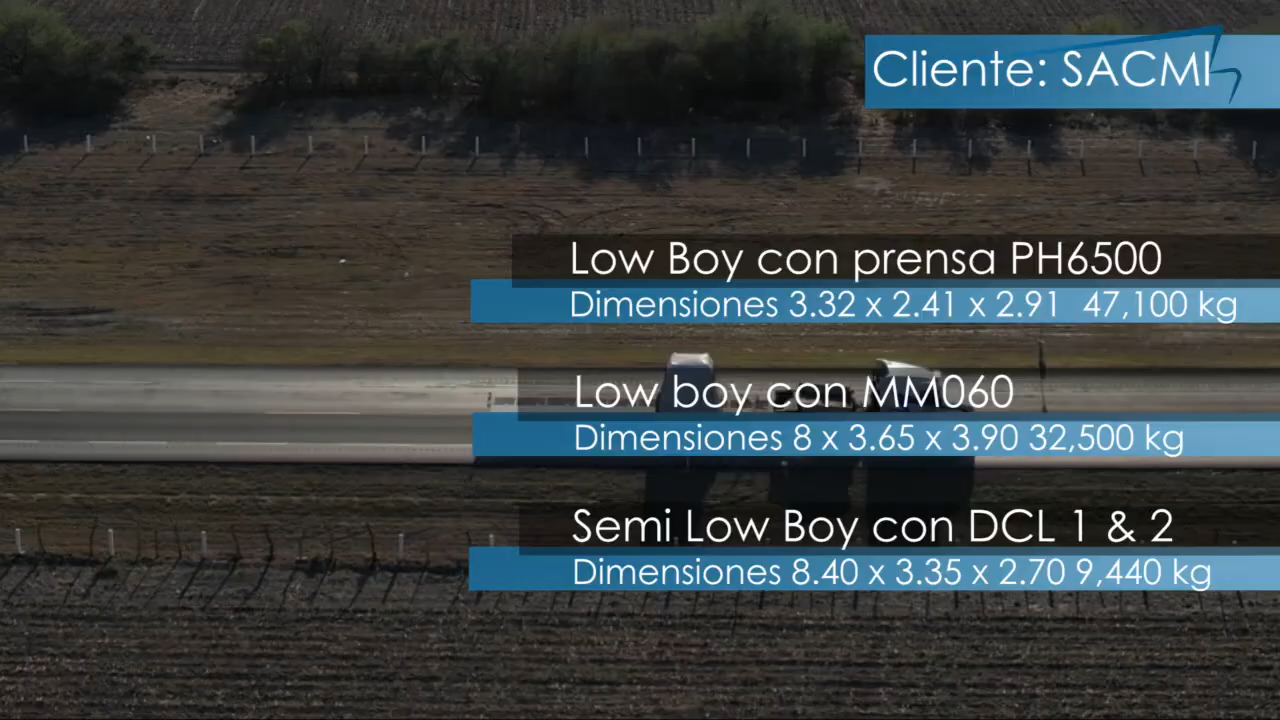 Cliente: SACMI
Low Boy con prensa PH6500
Dimensiones 3.32 x 2.41 x 2.91 47,100 kg
Low boy con MM060
Dimensiones 8 x 3.65 x 3.90 32,500 kg
Semi Low Boy con DCL 1 & 2
Dimensiones 8.40 x 3.35 x 2.70 9,440 kg